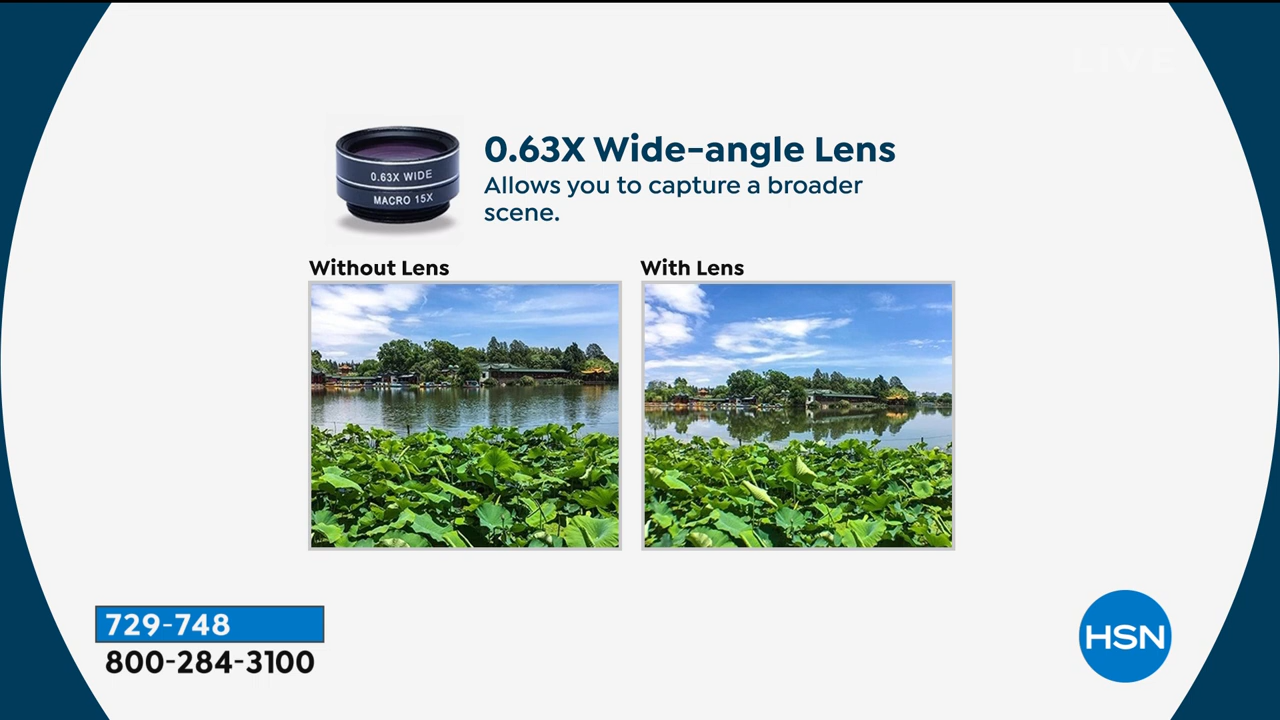 LIVE
0.63X WIDE
MACRO 15X
0.63X Wide-angle Lens
Allows you to capture a broader
scene.
Without Lens
With Lens
729-748
800-284-3100
HSN